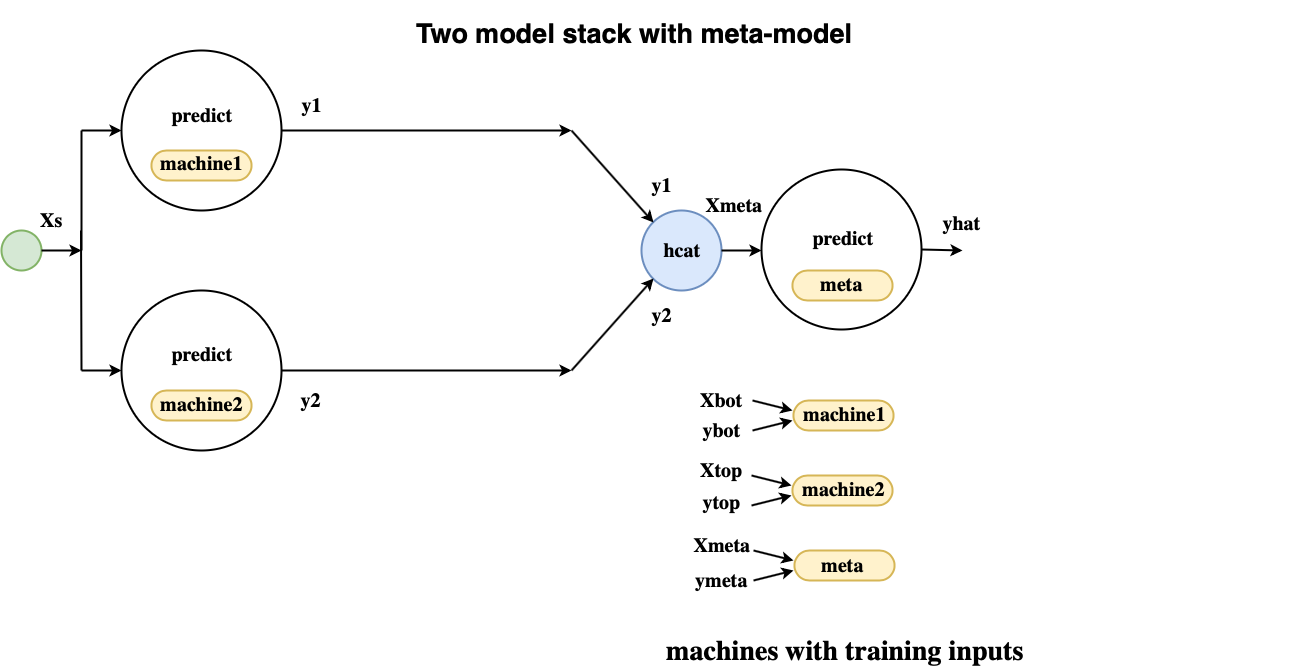 Two model stack with meta-model
y1
predict
machine1
y1
Xs
Xmeta
yhat
predict
hcat
meta
y2
predict
machine2
y2
Xbot
machine1
ybot
Xtop
machine2
ytop
Xmeta
meta
ymeta
machines with training inputs